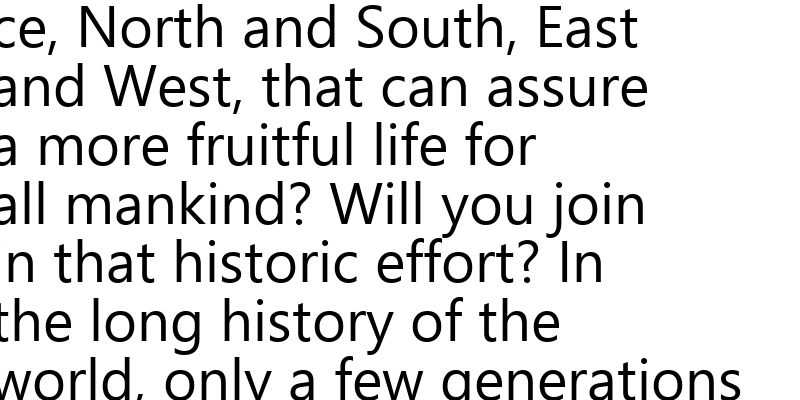 ce, North and South, East
and West, that can assure
a more fruitful life for
all mankind? Will you join
in that historic effort? In
the long history of the
world, only a few generations